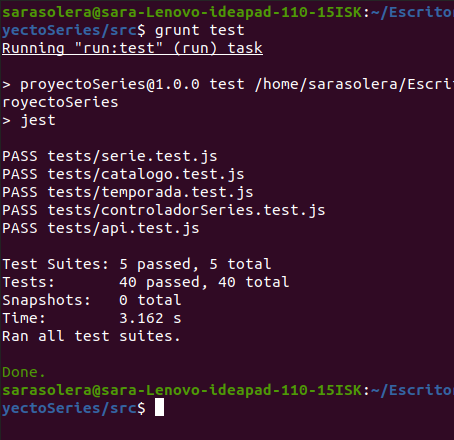 sarasolera@sara-Lenovo-ideapad-110-15ISK:~/Escrito
yectoSeries/src$ grunt test
Running "run:test" (run) task
> proyectoSeries@1.0.0 test /home/sarasolera/Escrit
royectoSeries
> jest
PASS tests/serie.test.js
PASS tests/catalogo.test.js
PASS tests/temporada.test.js
PASS tests/controladorSeries.test.js
PASS tests/api.test.js
Test Suites: 5 passed, 5 total
Tests:       40 passed, 40 total
Snapshots:   0 total
Time:        3.162 s
Ran all test suites.
Done.
sarasolera@sara-Lenovo-ideapad-110-15ISK:~/Escrito
yectoSeries/src$